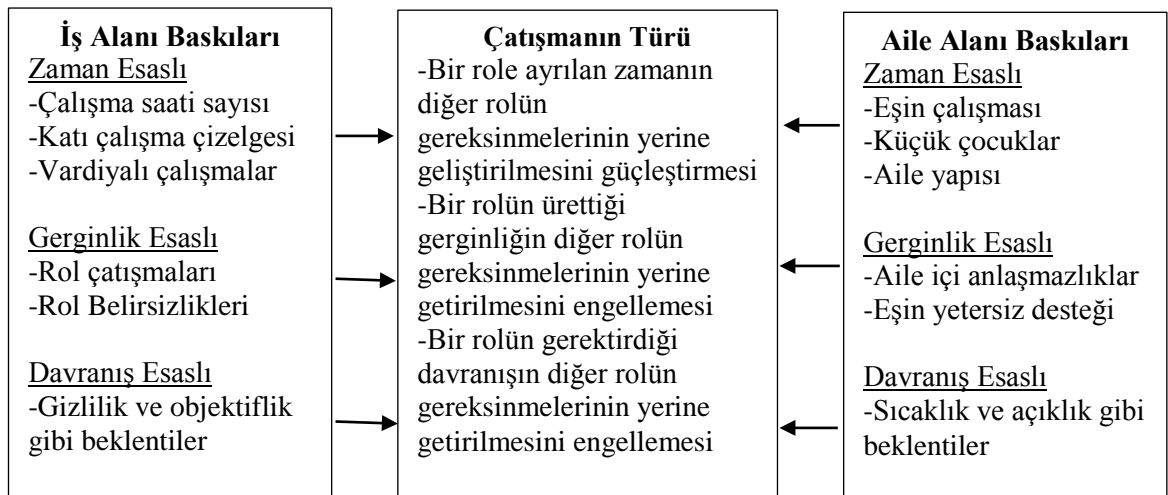 İş Alanı Baskıları
Zaman Esaslı
-Çalışma saati sayısı
-Katı çalışma çizelgesi
-Vardiyalı çalışmalar
Gerginlik Esaslı
-Rol çatışmaları
-Rol Belirsizlikleri
Davranış Esaslı
-Gizlilik ve objektiflik
gibi beklentiler
Çatışmanın Türü
-Bir role ayrılan zamanın
diğer rolün
gereksinmelerinin yerine
geliştirilmesini güçleştirmesi
-Bir rolün ürettiği
gerginliğin diğer rolün
gereksinmelerinin yerine
getirilmesini engellemesi
-Bir rolün gerektirdiği
davranışın diğer rolün
gereksinmelerinin yerine
getirilmesini engellemesi
Aile Alanı Baskıları
Zaman Esaslı
-Eşin çalışması
-Küçük çocuklar
-Aile yapısı
Gerginlik Esaslı
-Aile içi anlaşmazlıklar
-Eşin yetersiz desteği
Davranış Esaslı
-Sıcaklık ve açıklık gibi
beklentiler